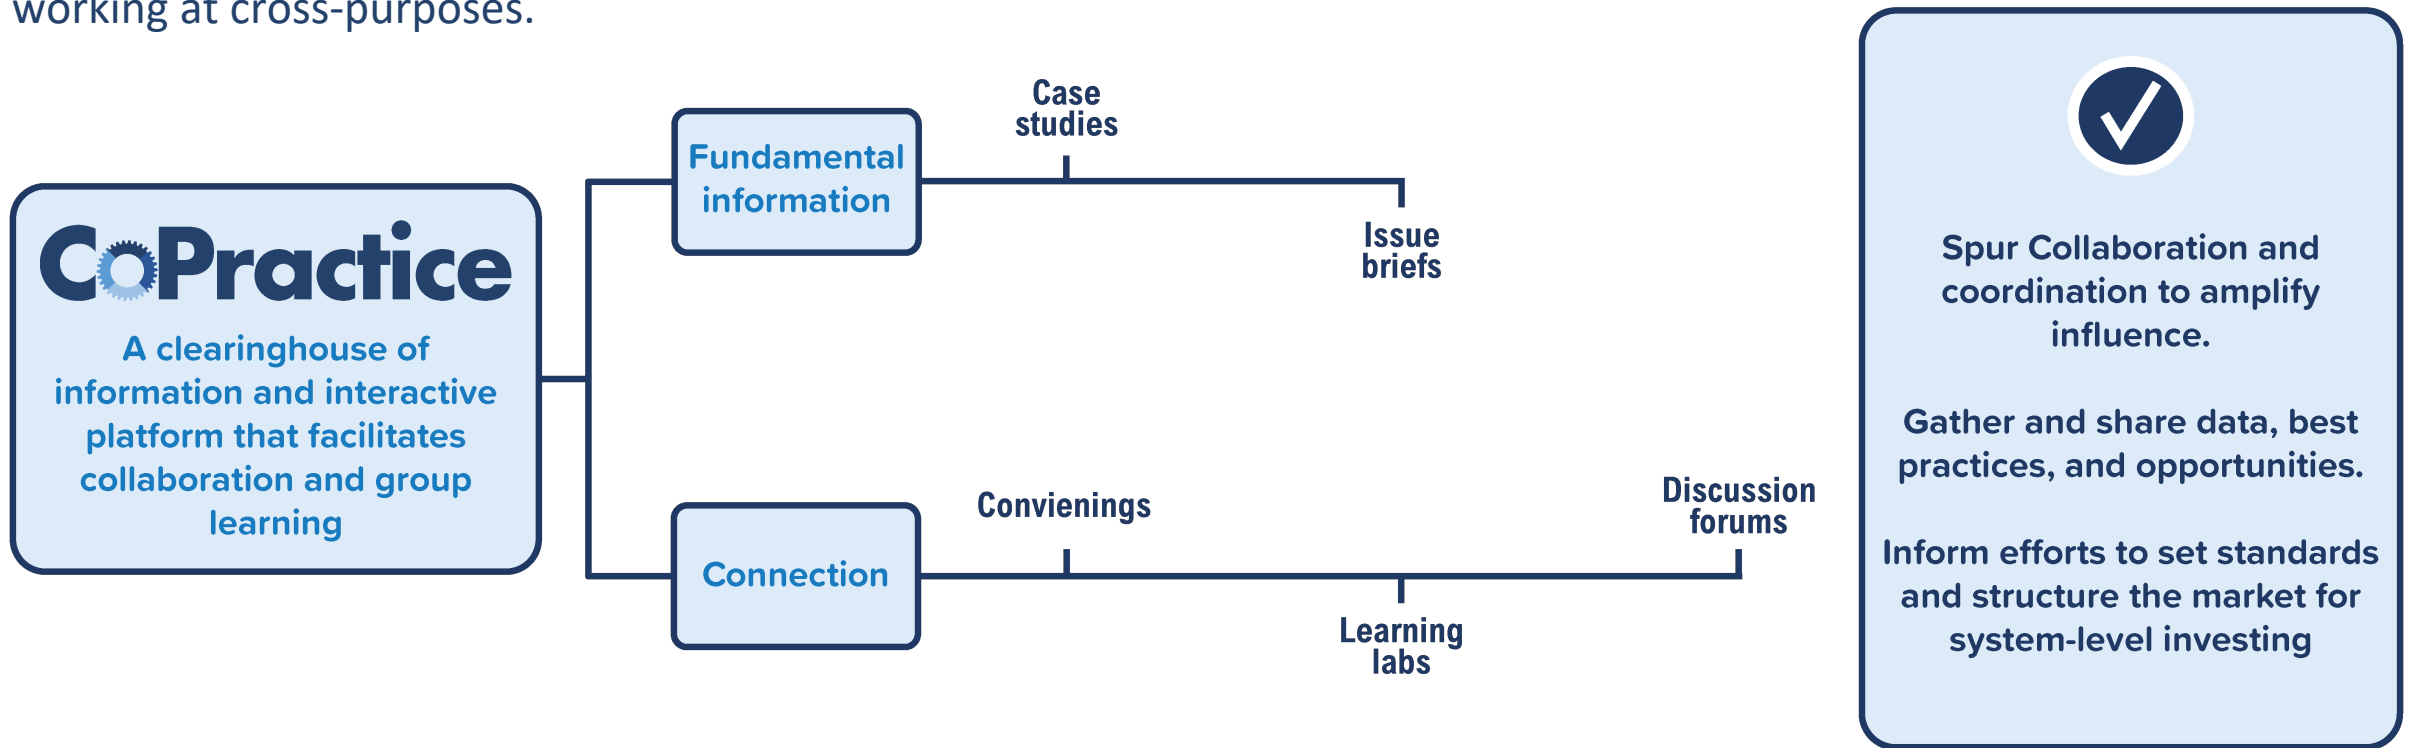 working at cross-purposes.
CoPractice
A clearinghouse of
information and interactive
platform that facilitates
collaboration and group
learning
Fundamental
information
Case
studies
Issue
briefs
Connection
Convienings
Learning
labs
Discussion
forums
Spur Collaboration and
coordination to amplify
influence.
Gather and share data, best
practices, and opportunities.
Inform efforts to set standards
and structure the market for
system-level investing